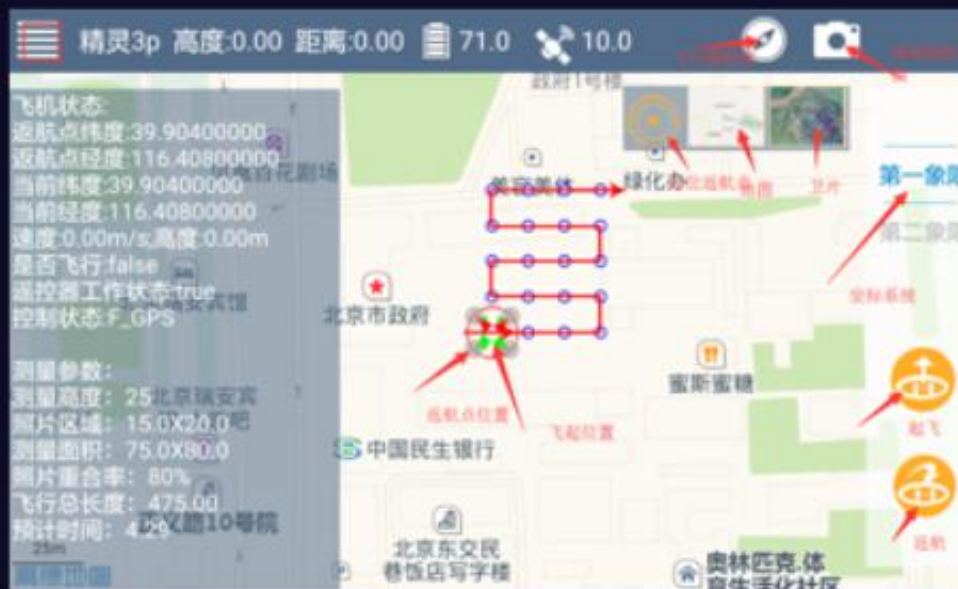 精灵3p 高度:0.00 距离:0.00 71.0 10.0
飞机状态:
返航点纬度:39.90400000
返航点经度:116.40800000
当前纬度:39.90400000
当前经度:116.40800000
速度:0.00m/s,高度:0.00m
是否飞行:false
遥控器工作状态:true
控制状态:F_GPS
测量参数:
测量高度: 25
照片区域: 15.0X20.0
测量面积: 75.0X80.0
照片重合率: 80%
飞行总长度: 475.00
预计时间:
25m
高德地图
政府1号楼
美容美体
绿化办
卫片
第一象限
第二象限
坐标系统
北京市政府
蜜斯蜜糖
返航点位置
飞起位置
起飞
中国民生银行
返航
北京东交民
巷饭店写字楼
奥林匹克.体
育生活化社区